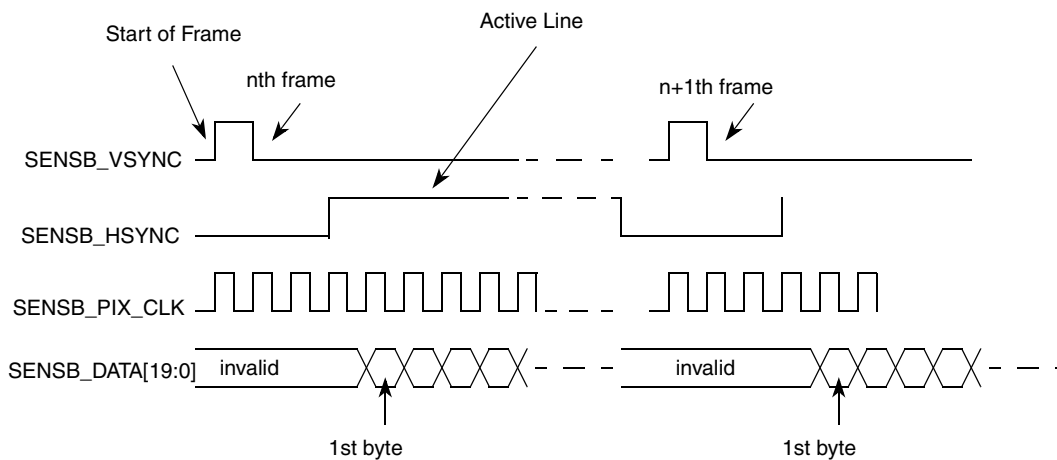 Active Line
Start of Frame
nth frame
n+1th frame
SENSB_VSYNC
SENSB_HSYNC
SENSB_PIX_CLK
SENSB_DATA[19:0]
invalid
invalid
1st byte
1st byte